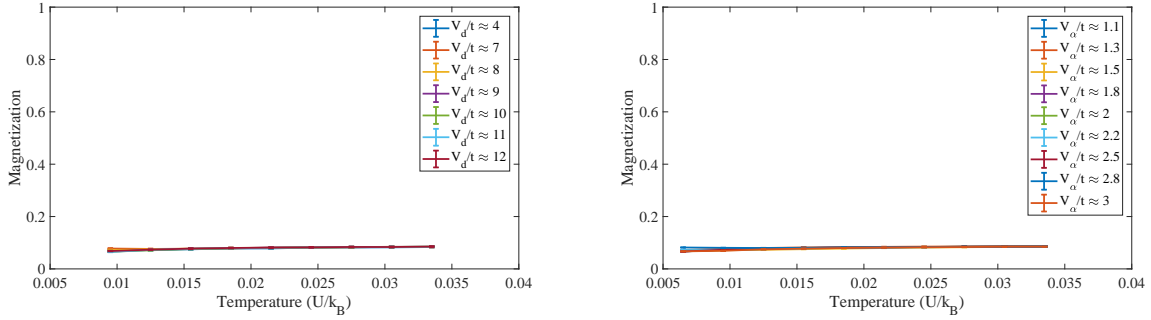 1
0.8
0.6
0.4
0.2
0
Magnetization
0.005 0.01 0.015 0.02 0.025 0.03 0.035 0.04
Temperature (U/k_B)
V_d/t ≈ 4
V_d/t ≈ 7
V_d/t ≈ 8
V_d/t ≈ 9
V_d/t ≈ 10
V_d/t ≈ 11
V_d/t ≈ 12
1
0.8
0.6
0.4
0.2
0
Magnetization
0.005 0.01 0.015 0.02 0.025 0.03 0.035 0.04
Temperature (U/k_B)
V_α/t ≈ 1.1
V_α/t ≈ 1.3
V_α/t ≈ 1.5
V_α/t ≈ 1.8
V_α/t ≈ 2
V_α/t ≈ 2.2
V_α/t ≈ 2.5
V_α/t ≈ 2.8
V_α/t ≈ 3